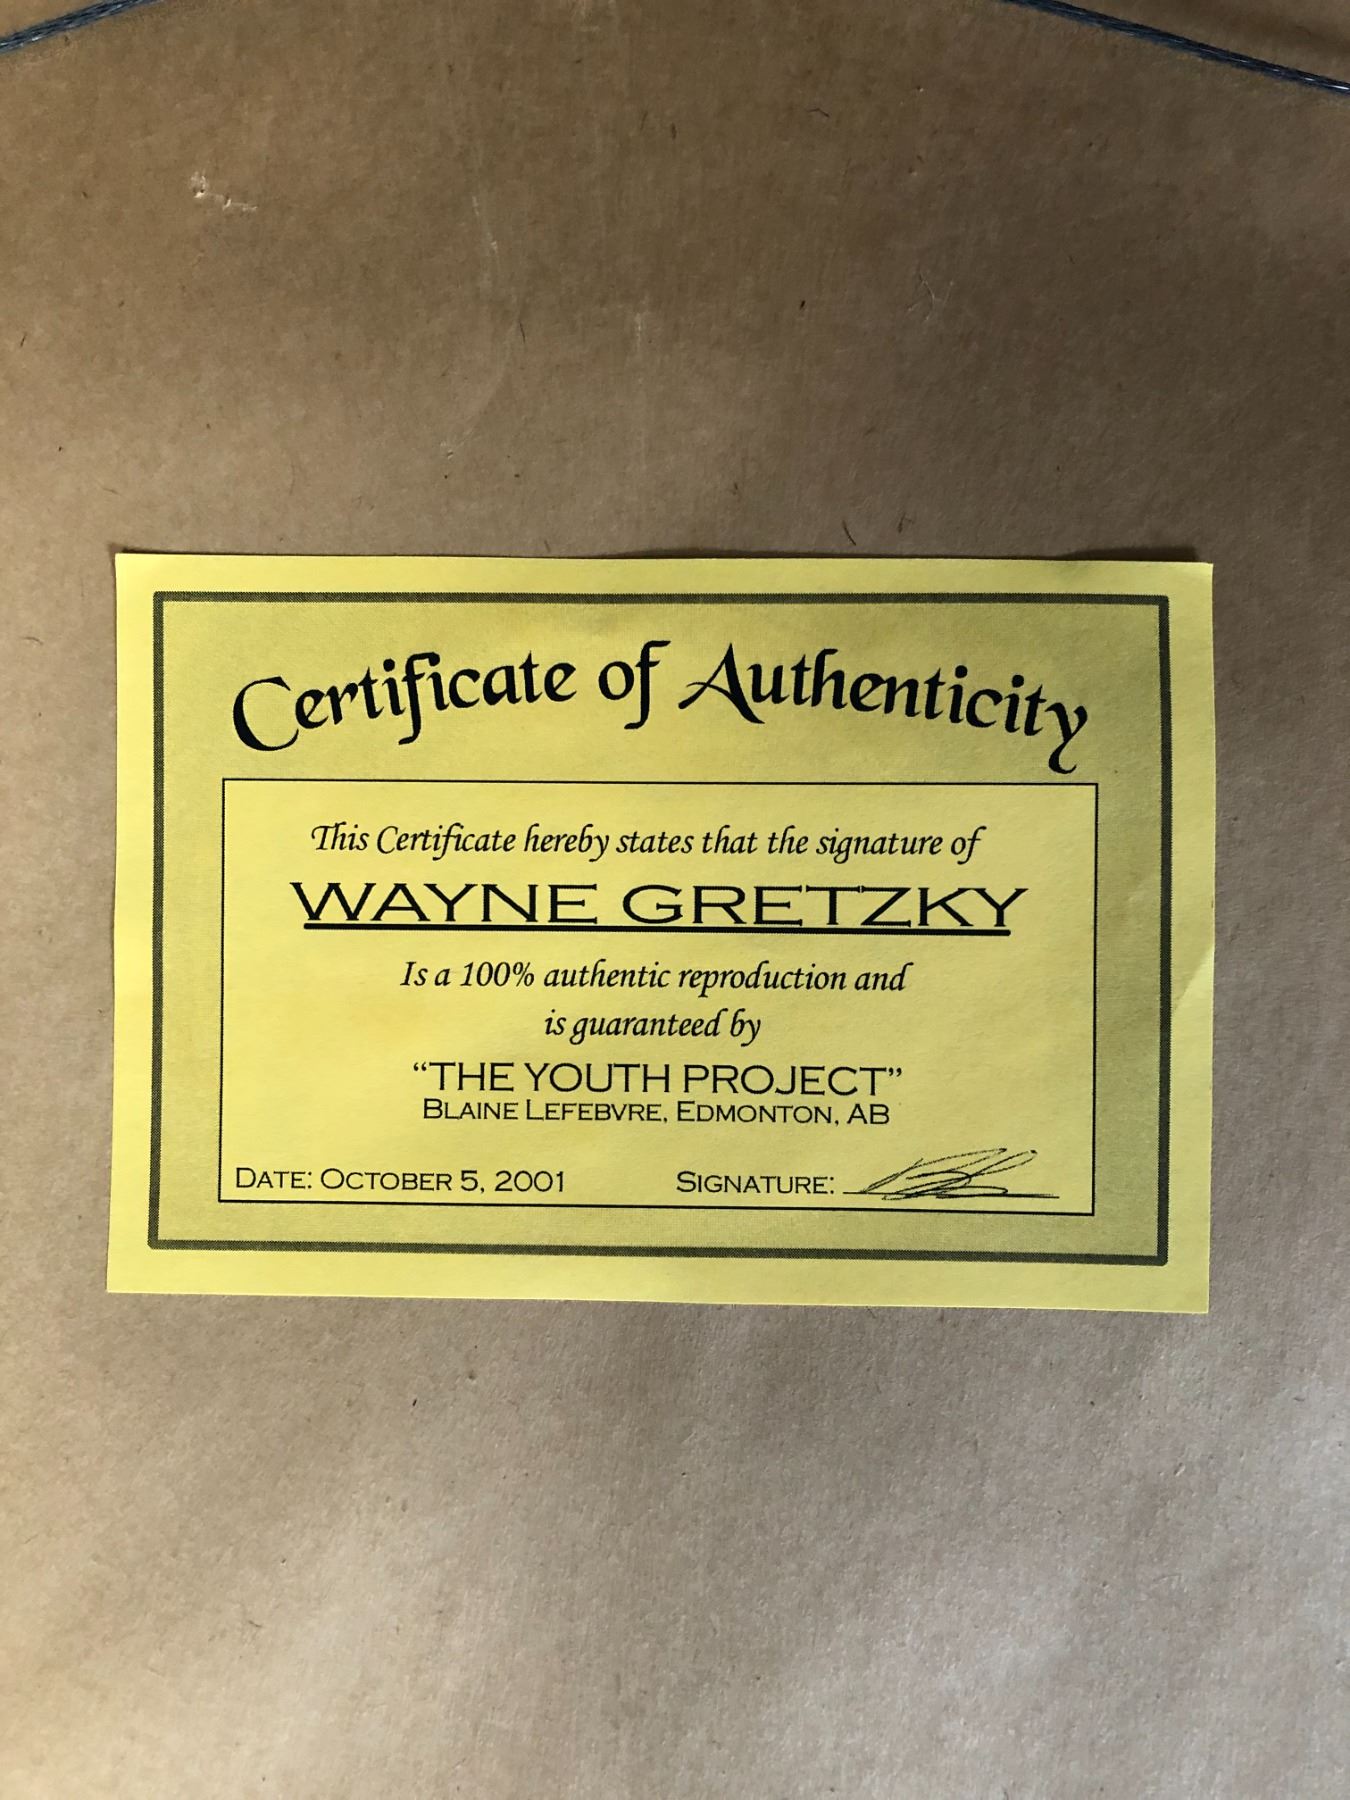 Certificate of Authenticity
This Certificate hereby states that the signature of
WAYNE GRETZKY
Is a 100% authentic reproduction and
is guaranteed by
“THE YOUTH PROJECT”
BLAINE LEFEBVRE, EDMONTON, AB
DATE: OCTOBER 5, 2001 SIGNATURE: